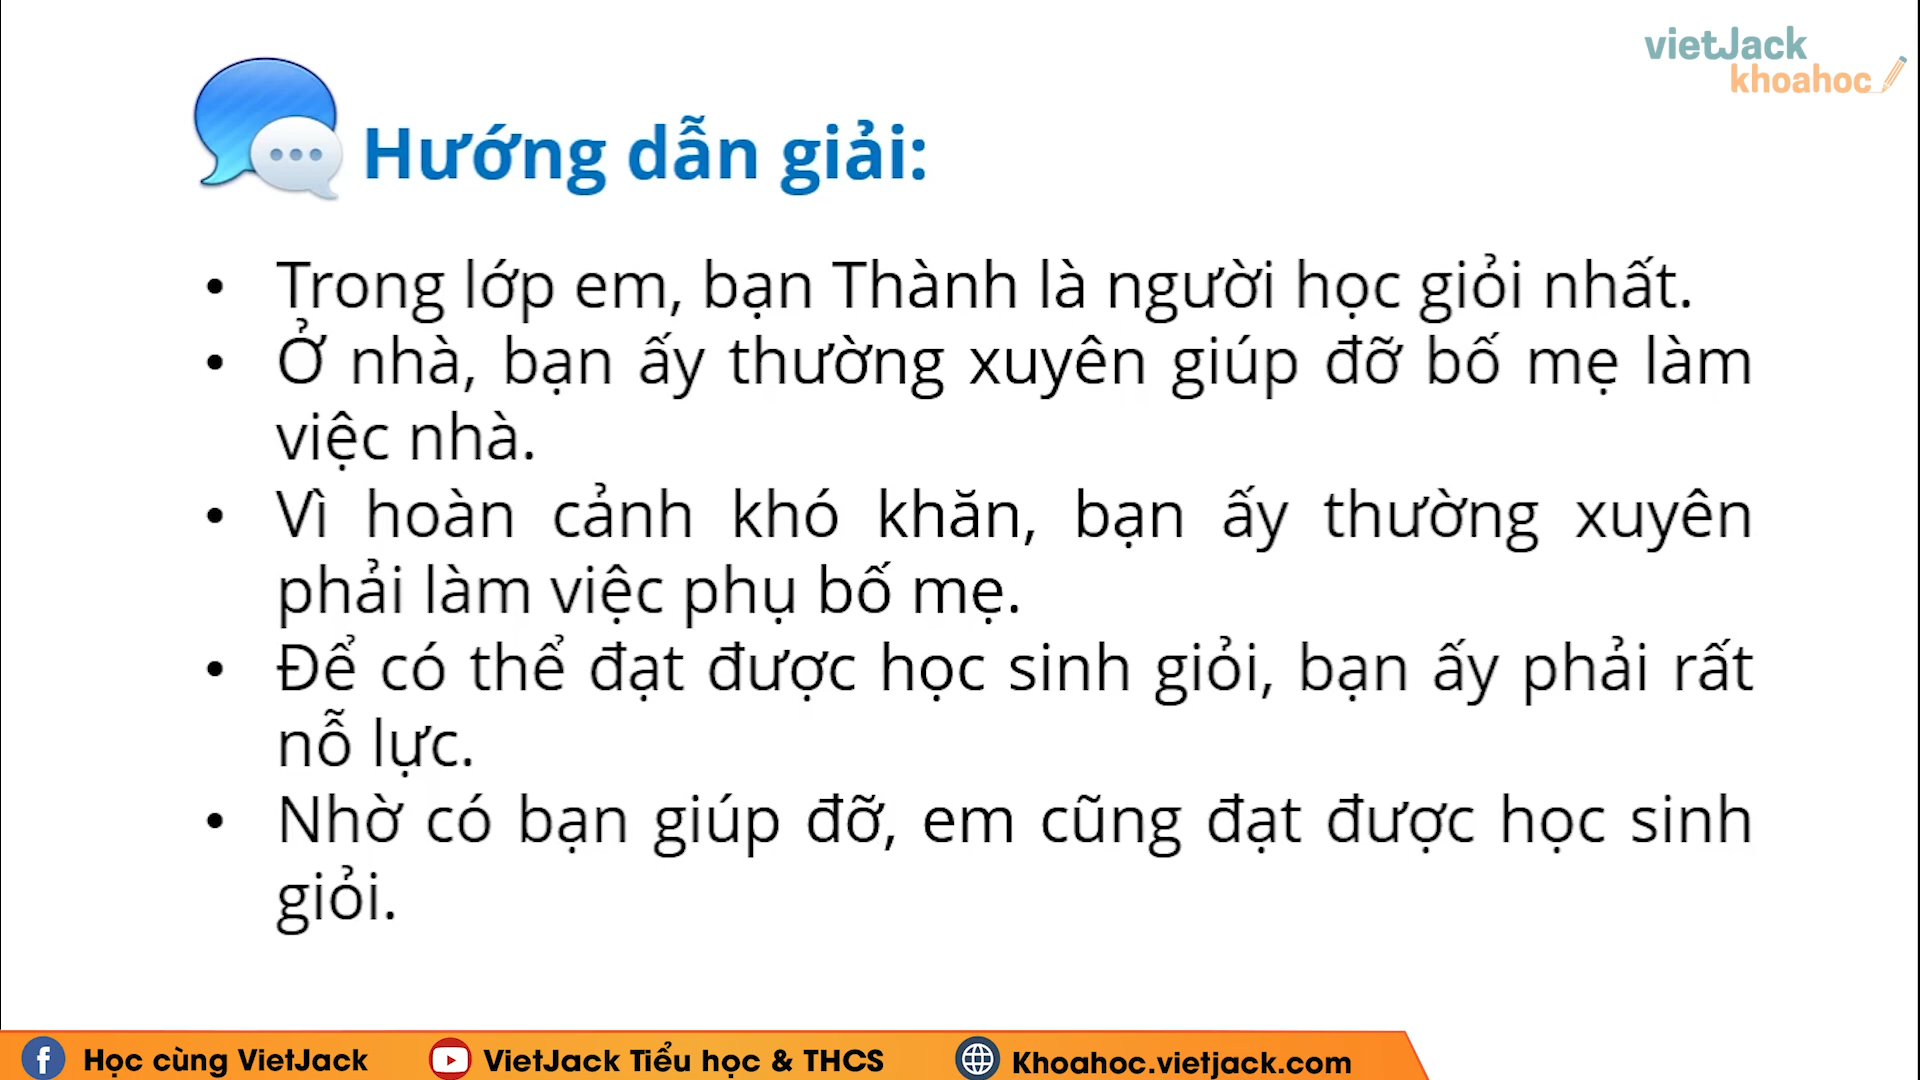 vietJack
khoahoc
Hướng dẫn giải:
• Trong lớp em, bạn Thành là người học giỏi nhất.
• Ở nhà, bạn ấy thường xuyên giúp đỡ bố mẹ làm
việc nhà.
• Vì hoàn cảnh khó khăn, bạn ấy thường xuyên
phải làm việc phụ bố mẹ.
• Để có thể đạt được học sinh giỏi, bạn ấy phải rất
nỗ lực.
• Nhờ có bạn giúp đỡ, em cũng đạt được học sinh
giỏi.
Học cùng VietJack VietJack Tiểu học & THCS Khoahoc.vietjack.com